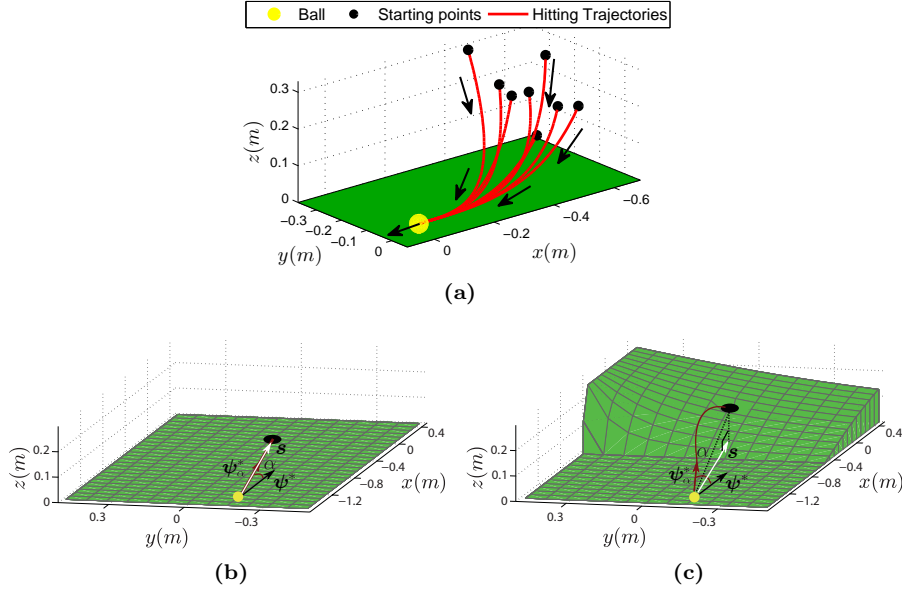 Ball Starting points Hitting Trajectories
0.3
0.2
0.1
0
z(m)
−0.3
−0.2
−0.1
0
y(m)
0
−0.2
−0.4
−0.6
x(m)
(a)
0.2
0.1
0
z(m)
0.3
0
−0.3
y(m)
0.4
0
−0.4
−0.8
−1.2
x(m)
ψ*α
α
s
ψ*
(b)
0.2
0.1
0
z(m)
0.3
0
−0.3
y(m)
0.4
0
−0.4
−0.8
−1.2
x(m)
ψ*α
α
s
ψ*
(c)